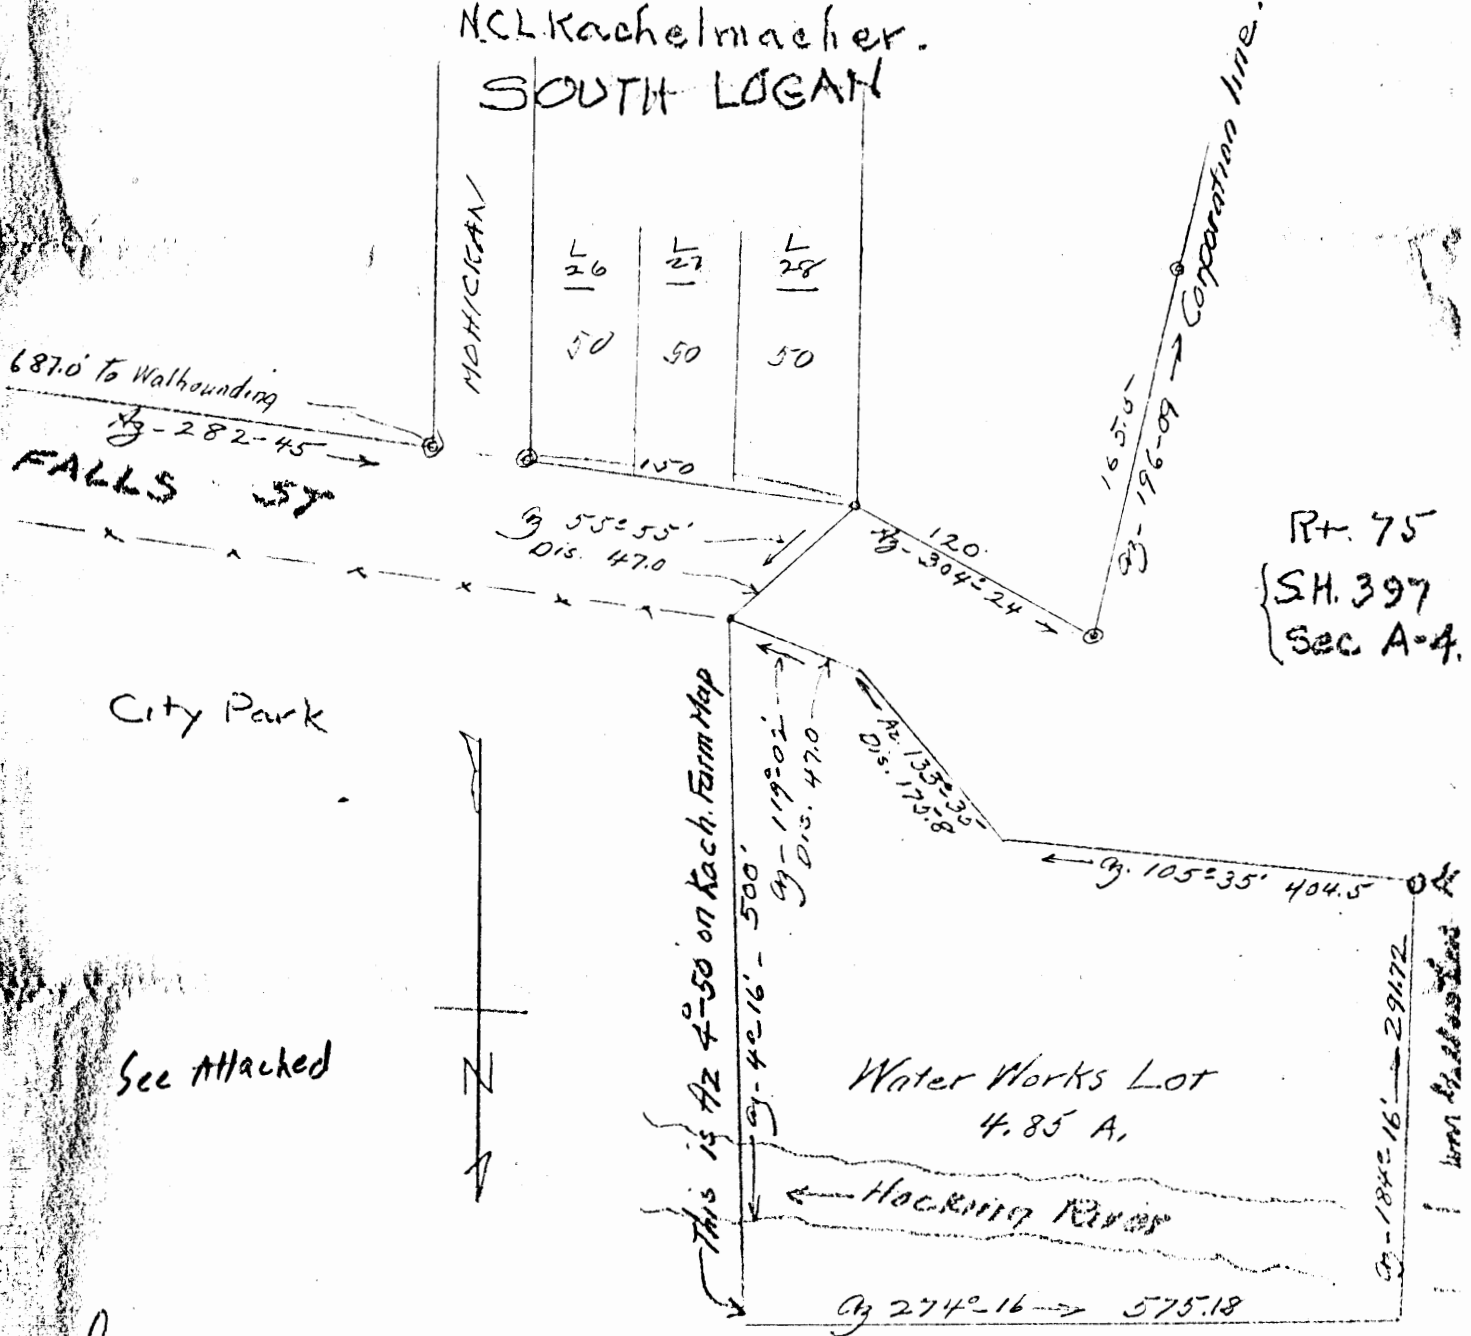 N.C.L. Kachelmacher.
SOUTH LOGAN
Corporation line.
MOHICKAN
L
26
L
27
L
28
50
50
50
687.0' To Walhounding
Az-282-45
FALLS ST
150
Az 55°55'
Dis. 47.0
120.
Az-304°24
165.5
Az-196-09
Rt. 75
S.H. 397
Sec. A-4.
City Park
This is Az 4°-50 on Kach. Farm Map
Az-4°16'-500'
Az-119°02'
Dis. 47.0
Az. 133°35'
Dis. 175.8
Az. 105°35' 404.5
Az-184°16'-291.72
See Attached
N
Water Works Lot
4.85 A.
Hocking River
Az 274°-16 575.18